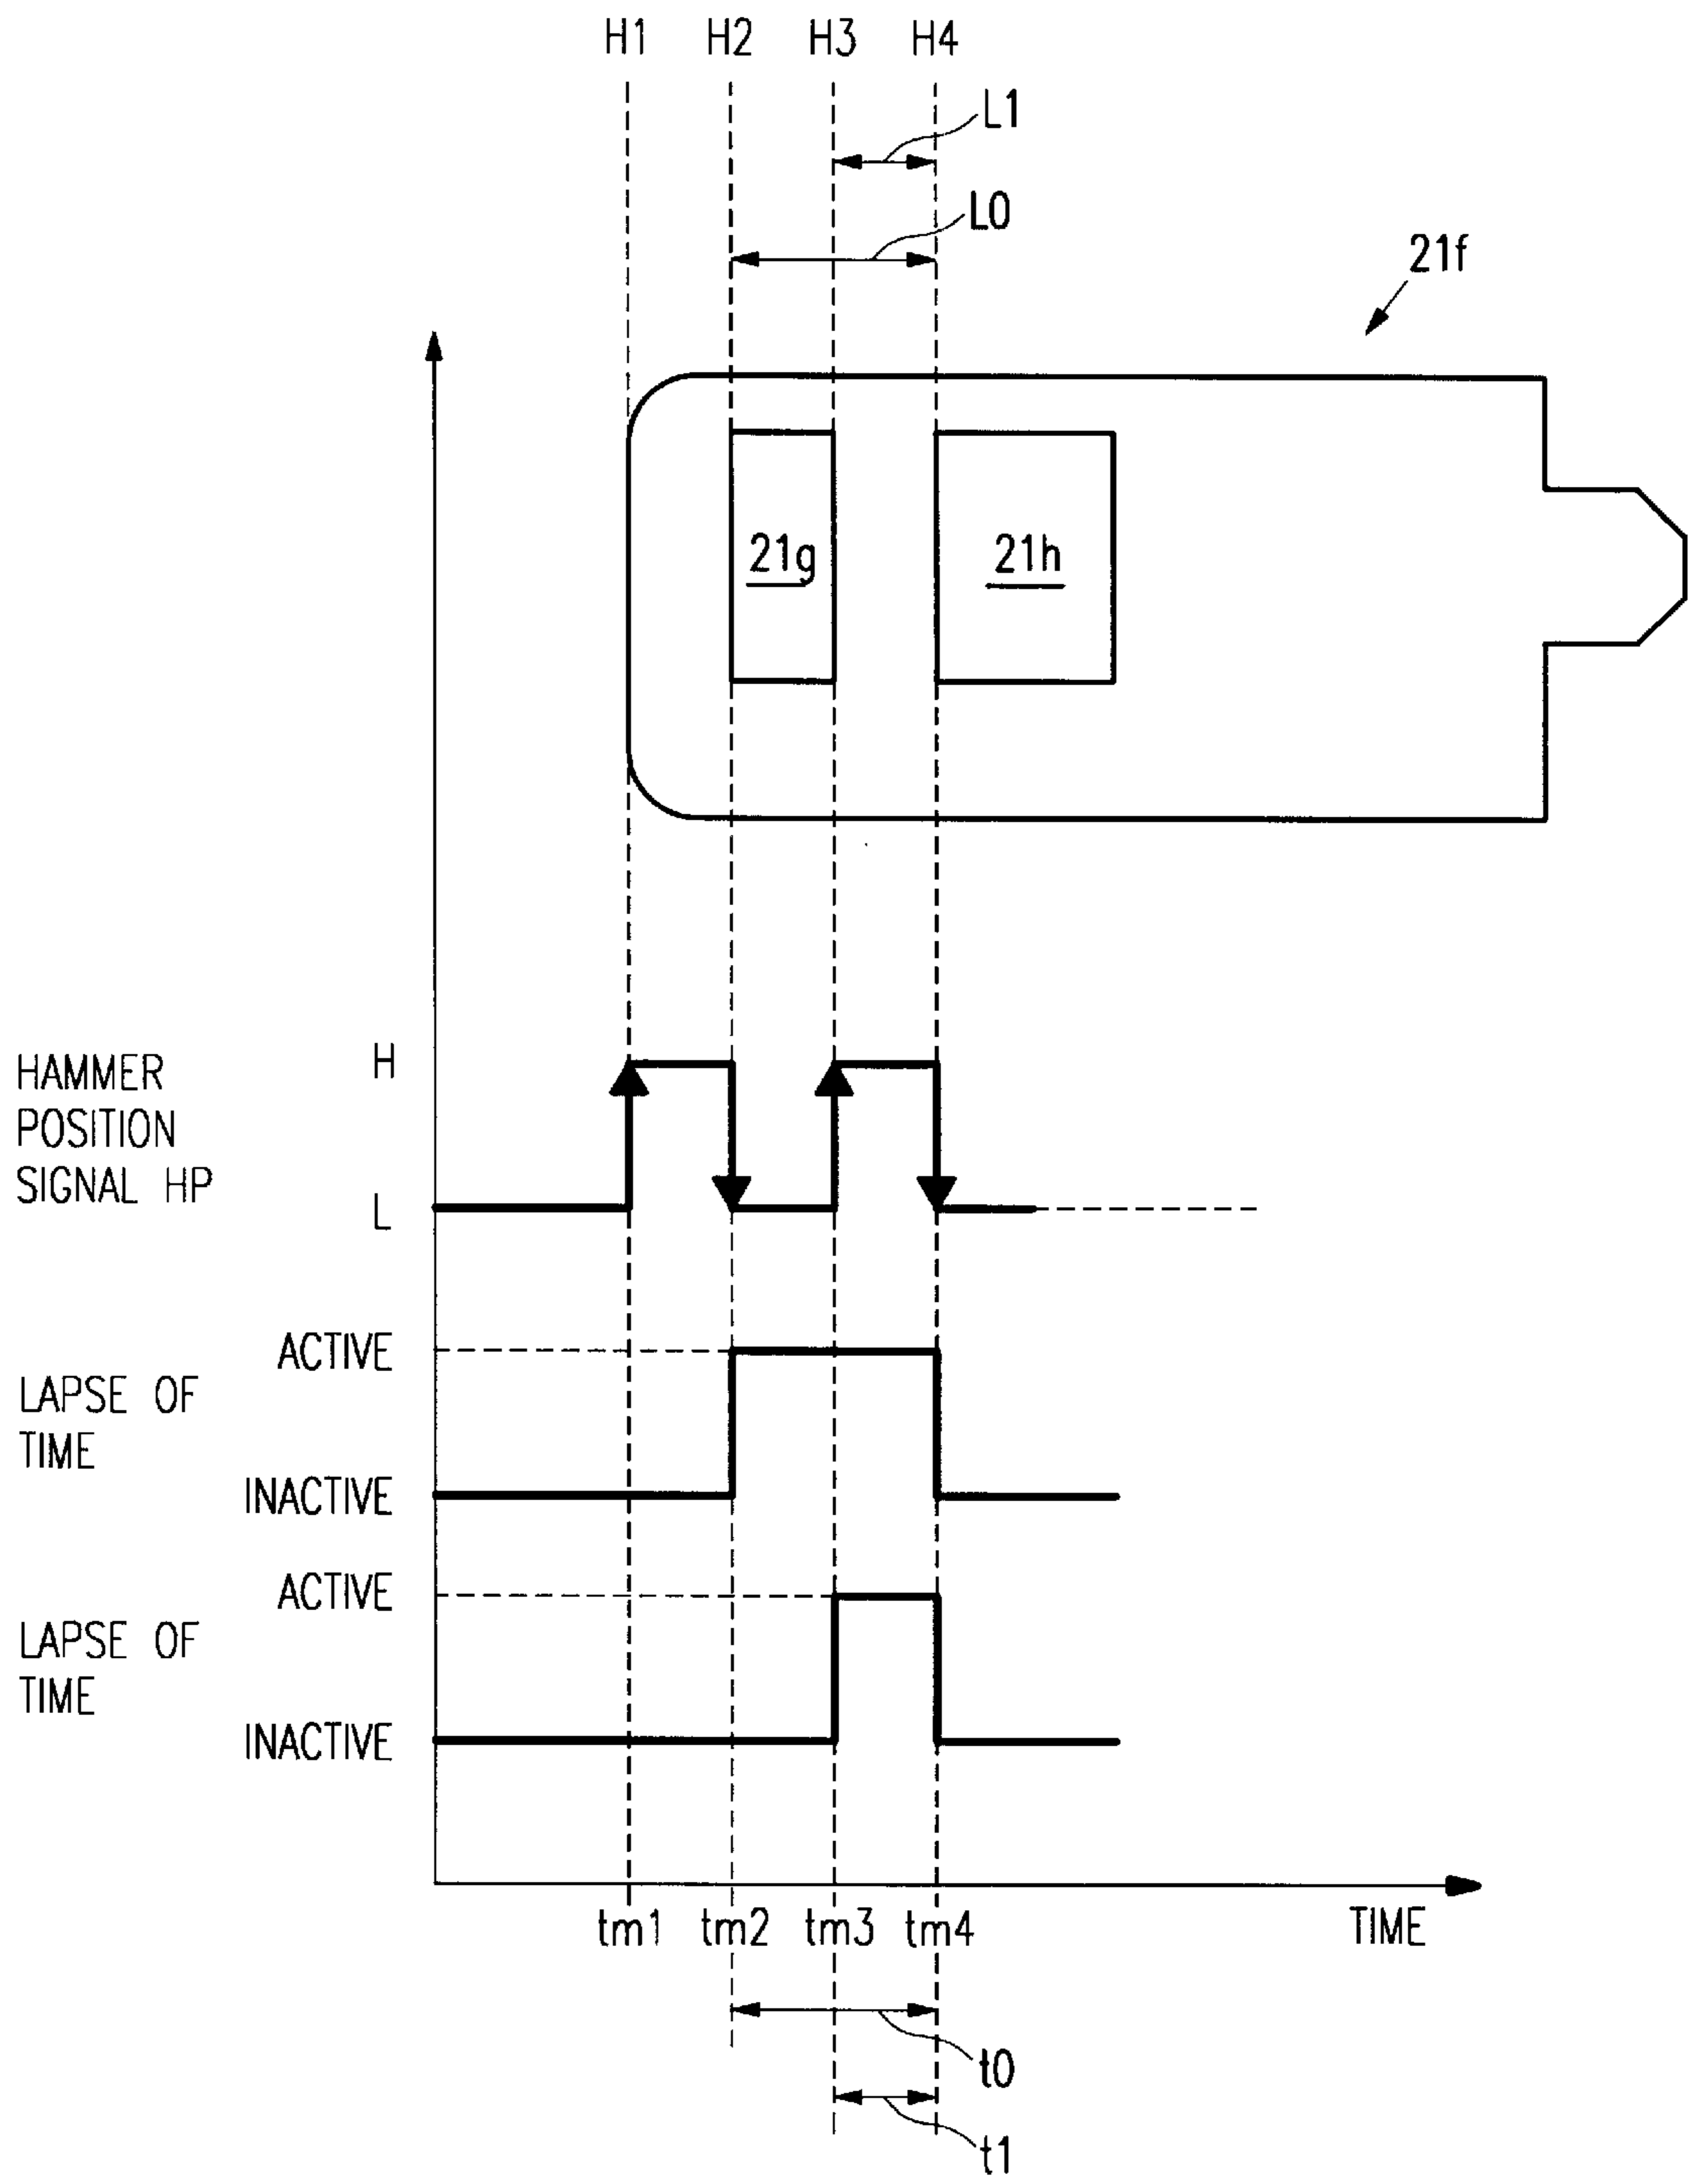 H1 H2 H3 H4
L1
L0
21f
21g 21h
HAMMER
POSITION
SIGNAL HP
H
L
ACTIVE
LAPSE OF
TIME
INACTIVE
ACTIVE
LAPSE OF
TIME
INACTIVE
tm1 tm2 tm3 tm4 TIME
t0
t1